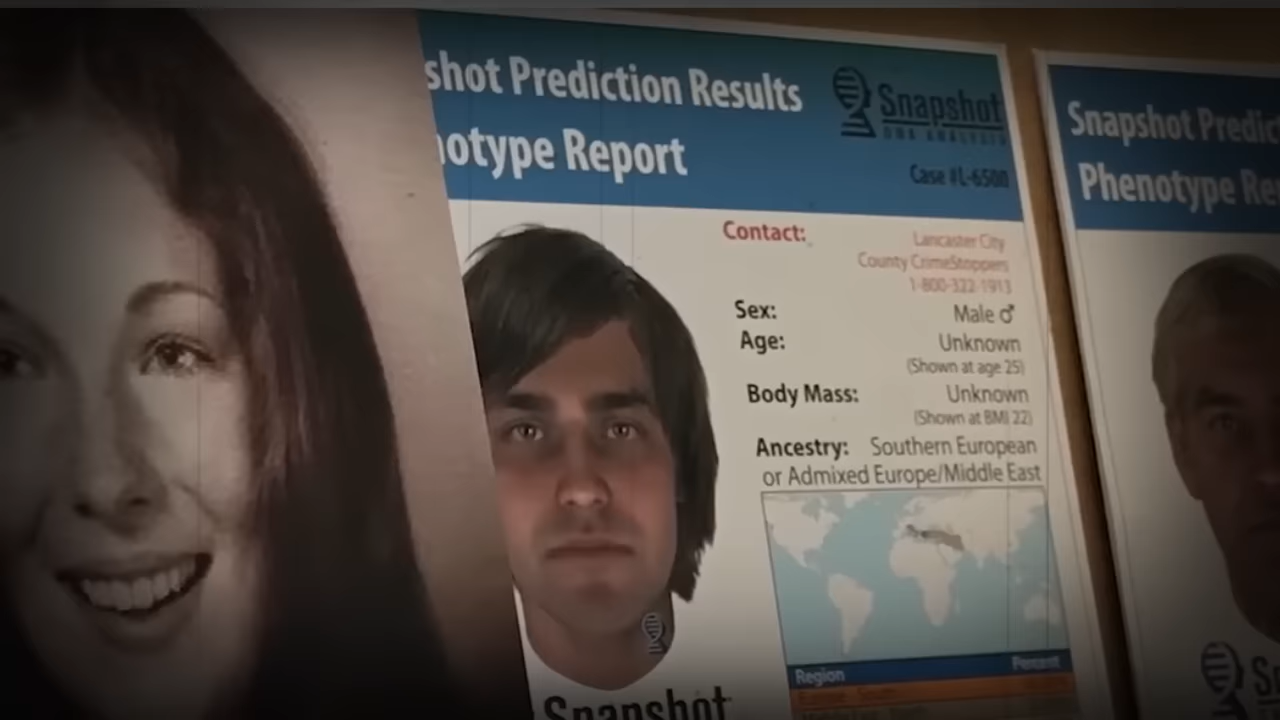 shot Prediction Results
notype Report
Snapshot
DNA ANALYSIS
Case #L-6500
Contact:
Lancaster City
County CrimeStoppers
1-800-322-1913
Sex: Male ♂
Age: Unknown
(Shown at age 25)
Body Mass: Unknown
(Shown at BMI 22)
Ancestry: Southern European
or Admixed Europe/Middle East
Region Percent
Snapshot
Snapshot Predic
Phenotype Re
S